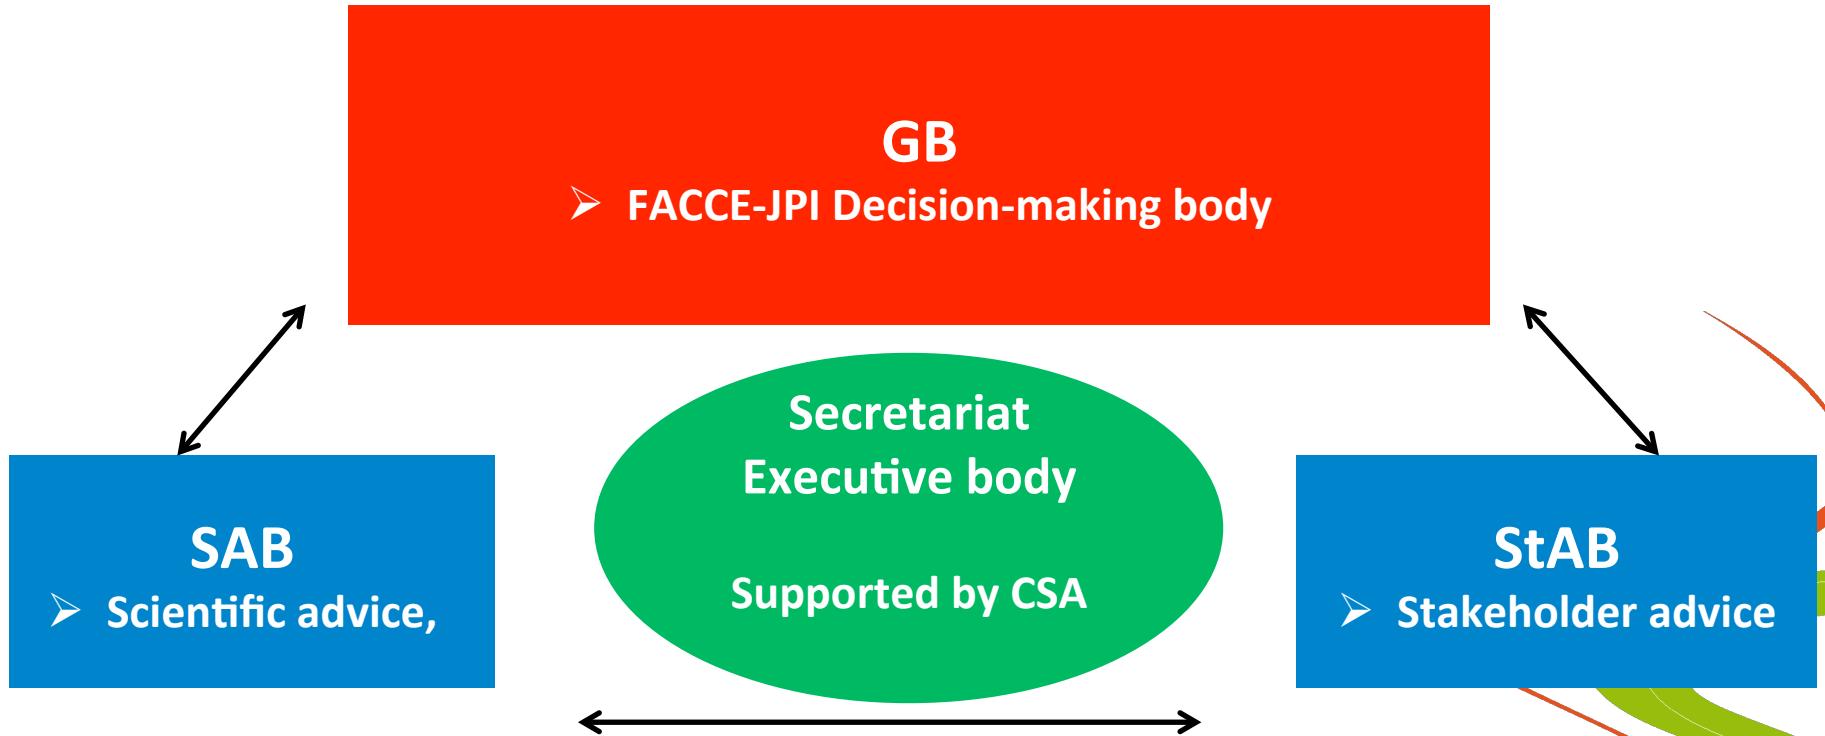 GB
➢ FACCE-JPI Decision-making body
Secretariat
Executive body
Supported by CSA
SAB
➢ Scientific advice,
StAB
➢ Stakeholder advice